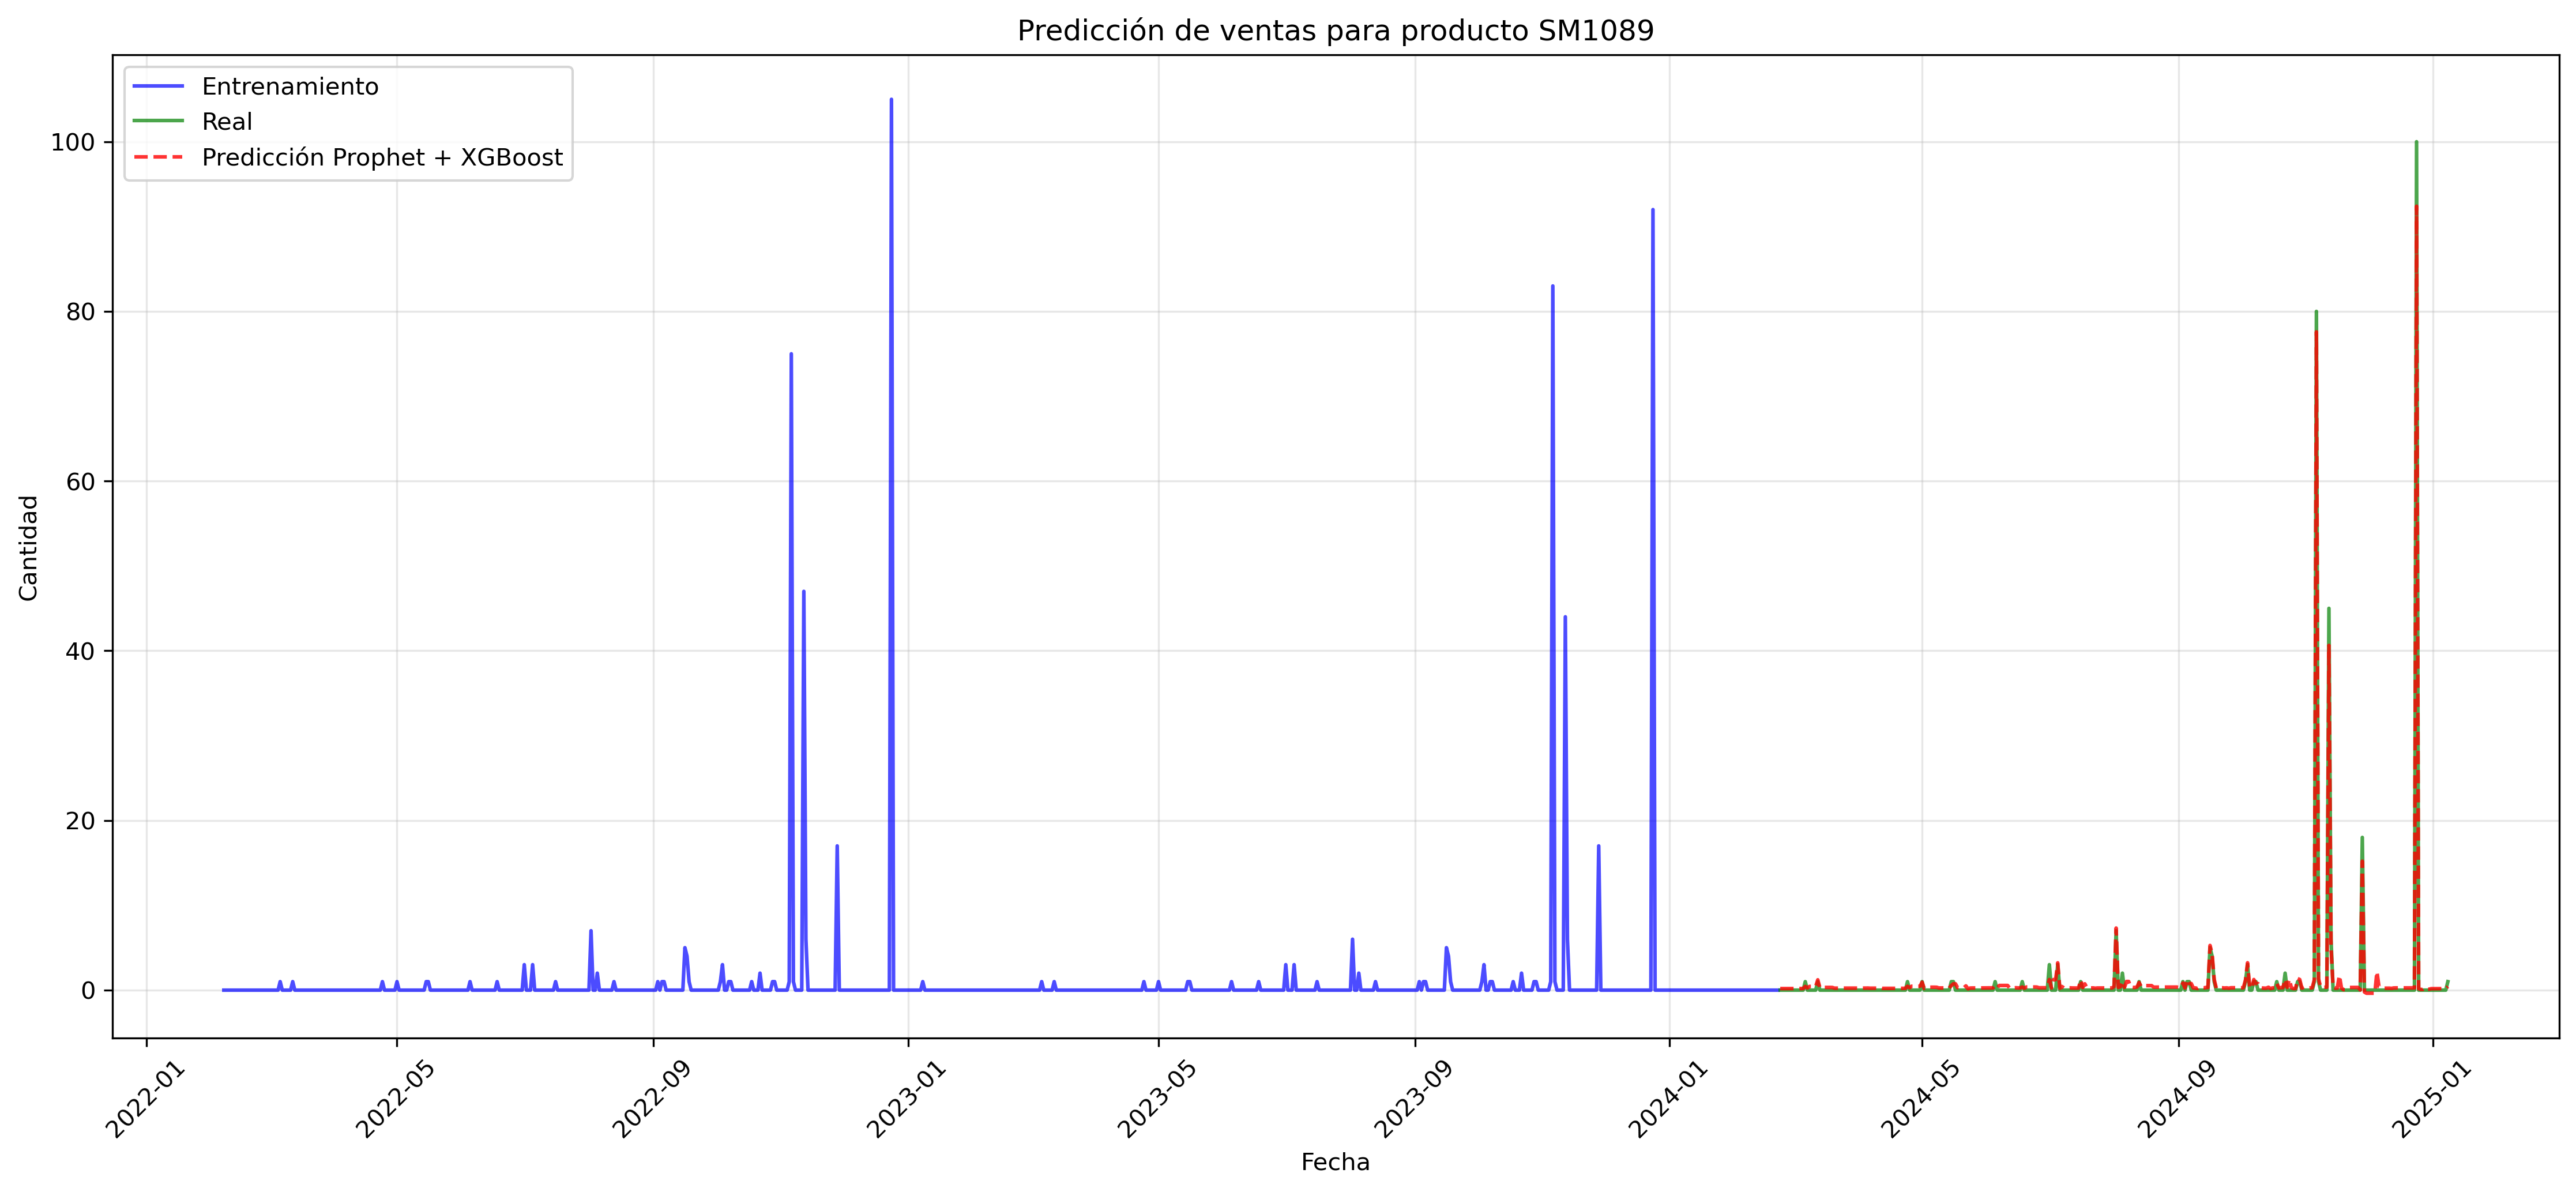 Predicción de ventas para producto SM1089
Entrenamiento
Real
Predicción Prophet + XGBoost
Cantidad
100
80
60
40
20
0
2022-01
2022-05
2022-09
2023-01
2023-05
2023-09
2024-01
2024-05
2024-09
2025-01
Fecha